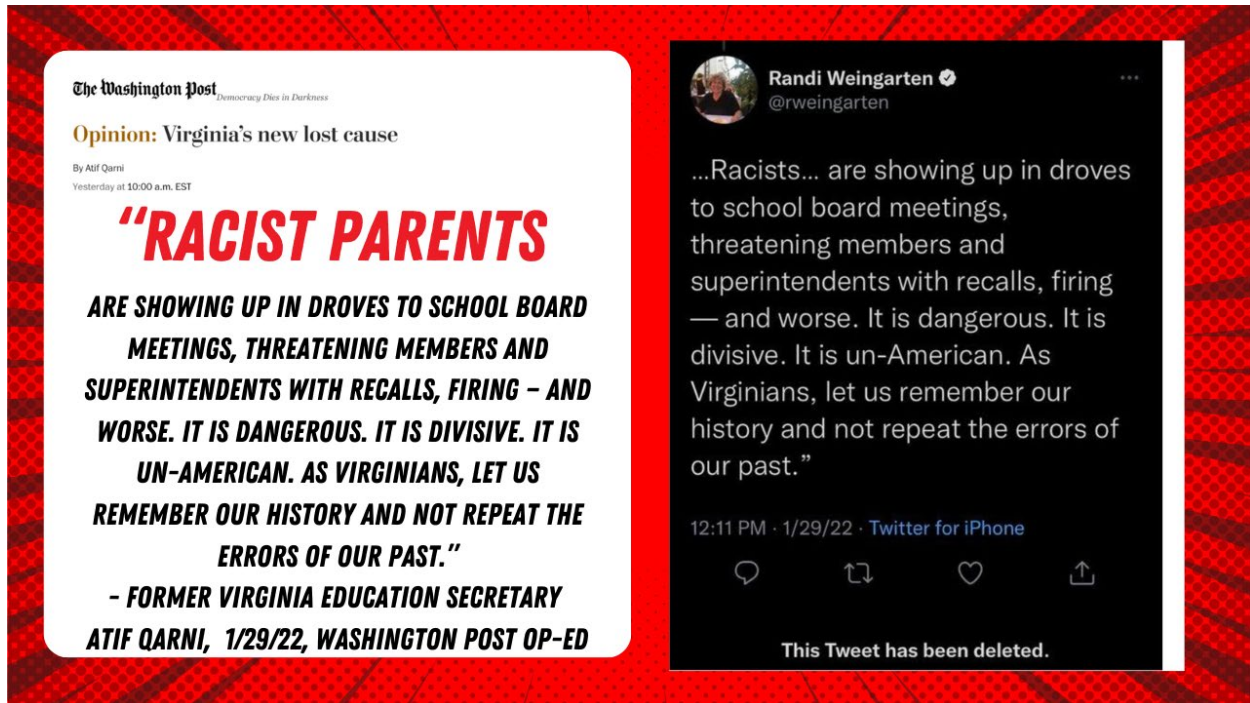 The Washington Post
Democracy Dies in Darkness
Opinion: Virginia's new lost cause
By Atif Qarni
Yesterday at 10:00 a.m. EST
“RACIST PARENTS
ARE SHOWING UP IN DROVES TO SCHOOL BOARD
MEETINGS, THREATENING MEMBERS AND
SUPERINTENDENTS WITH RECALLS, FIRING – AND
WORSE. IT IS DANGEROUS. IT IS DIVISIVE. IT IS
UN-AMERICAN. AS VIRGINIANS, LET US
REMEMBER OUR HISTORY AND NOT REPEAT THE
ERRORS OF OUR PAST.”
- FORMER VIRGINIA EDUCATION SECRETARY
ATIF QARNI, 1/29/22, WASHINGTON POST OP-ED
Randi Weingarten
@rweingarten
...Racists... are showing up in droves
to school board meetings,
threatening members and
superintendents with recalls, firing
— and worse. It is dangerous. It is
divisive. It is un-American. As
Virginians, let us remember our
history and not repeat the errors of
our past.”
12:11 PM · 1/29/22 · Twitter for iPhone
This Tweet has been deleted.